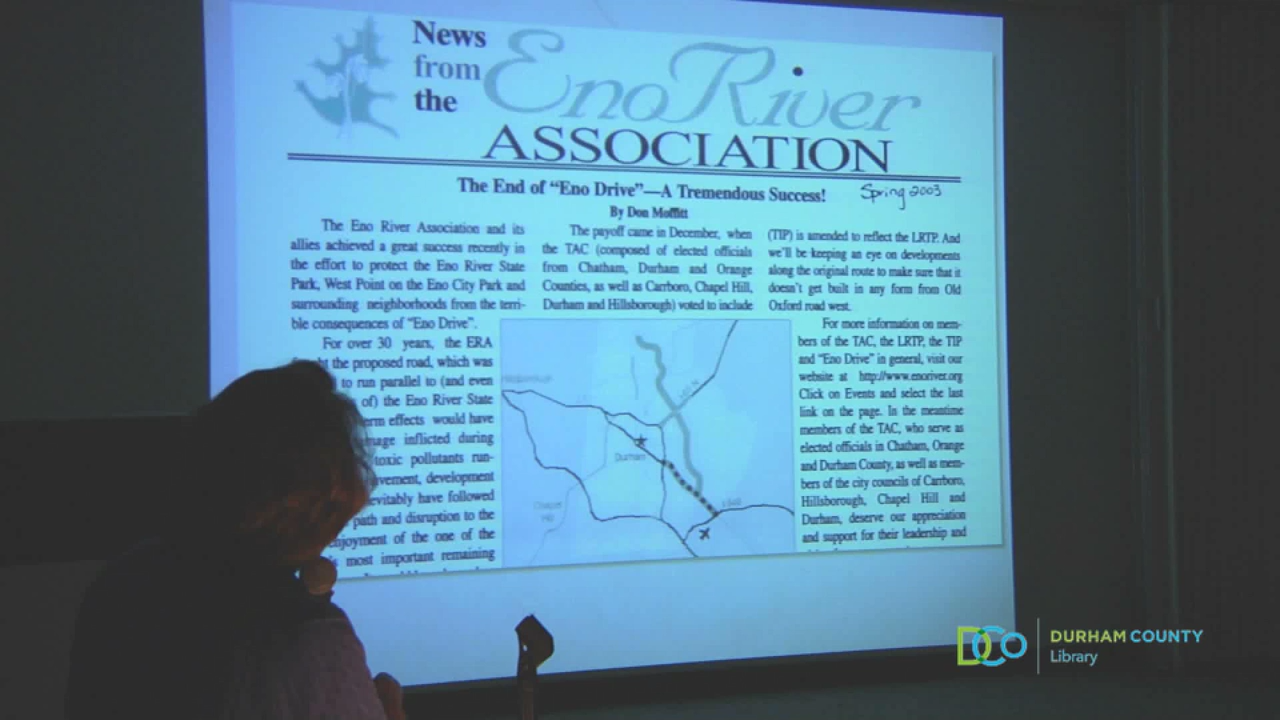 News
from
the
Eno River
ASSOCIATION
The End of “Eno Drive”—A Tremendous Success!
Spring 2003
By Don Moffitt
The Eno River Association and its
allies achieved a great success recently in
the effort to protect the Eno River State
Park, West Point on the Eno City Park and
surrounding neighborhoods from the terri-
ble consequences of “Eno Drive”.
For over 30 years, the ERA
the proposed road, which was
to run parallel to (and even
of) the Eno River State
effects would have
inflicted during
toxic pollutants run-
development
have followed
path and disruption to the
enjoyment of the one of the
most important remaining
The payoff came in December, when
the TAC (composed of elected officials
from Chatham, Durham and Orange
Counties, as well as Carrboro, Chapel Hill,
Durham and Hillsborough) voted to include
Hillsborough
Durham
Chapel
Hill
(TIP) is amended to reflect the LRTP. And
we'll be keeping an eye on developments
along the original route to make sure that it
doesn't get built in any form from Old
Oxford road west.
For more information on mem-
bers of the TAC, the LRTP, the TIP
and “Eno Drive” in general, visit our
website at http://www.enoriver.org
Click on Events and select the last
link on the page. In the meantime
members of the TAC, who serve as
elected officials in Chatham, Orange
and Durham County, as well as mem-
bers of the city councils of Carrboro,
Hillsborough, Chapel Hill and
Durham, deserve our appreciation
and support for their leadership and
DCo
DURHAM COUNTY
Library